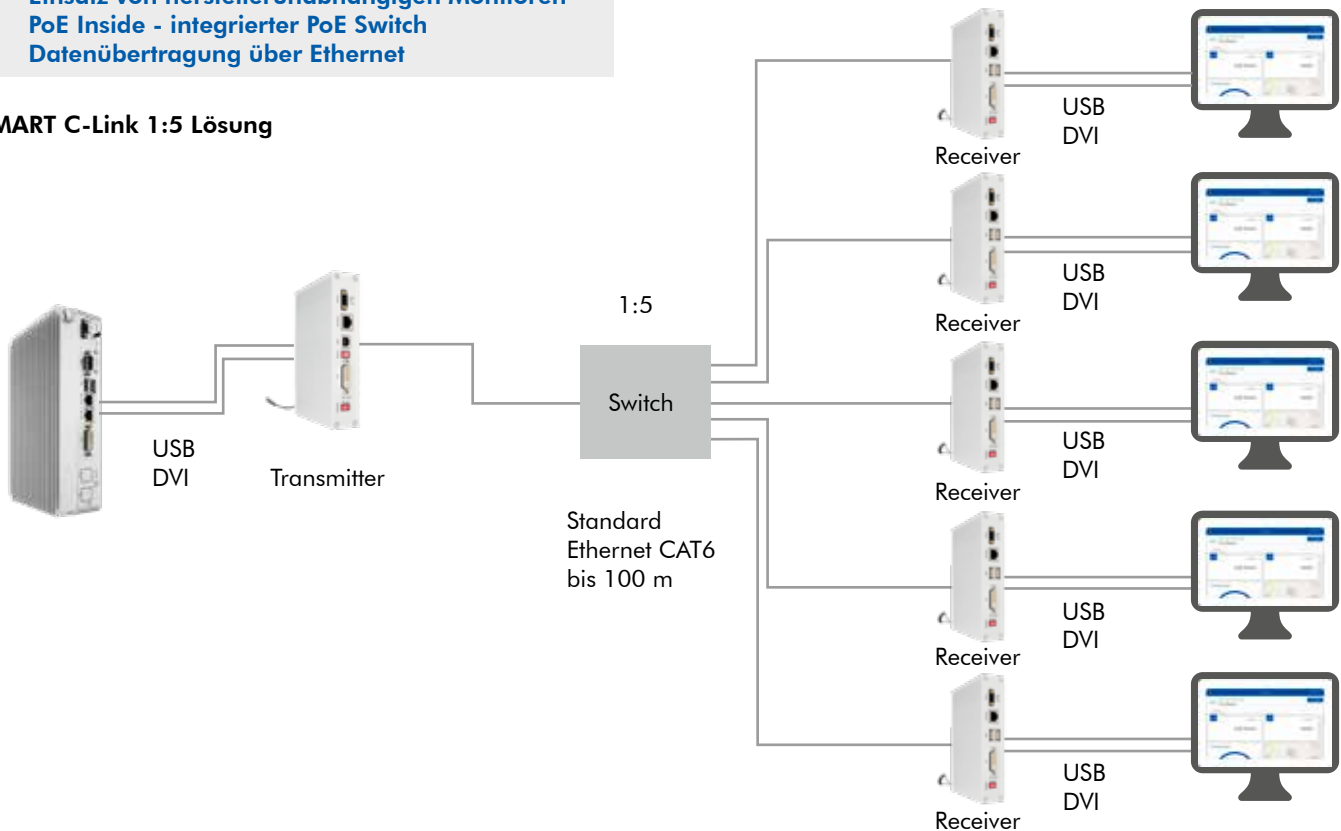 PoE Inside - integrierter PoE Switch
Datenübertragung über Ethernet
C-Link 1:5 Lösung
USB
DVI
Receiver
USB
DVI
Receiver
1:5
Switch
USB
DVI
Transmitter
USB
DVI
Receiver
Standard
Ethernet CAT6
bis 100 m
USB
DVI
Receiver
USB
DVI
Receiver